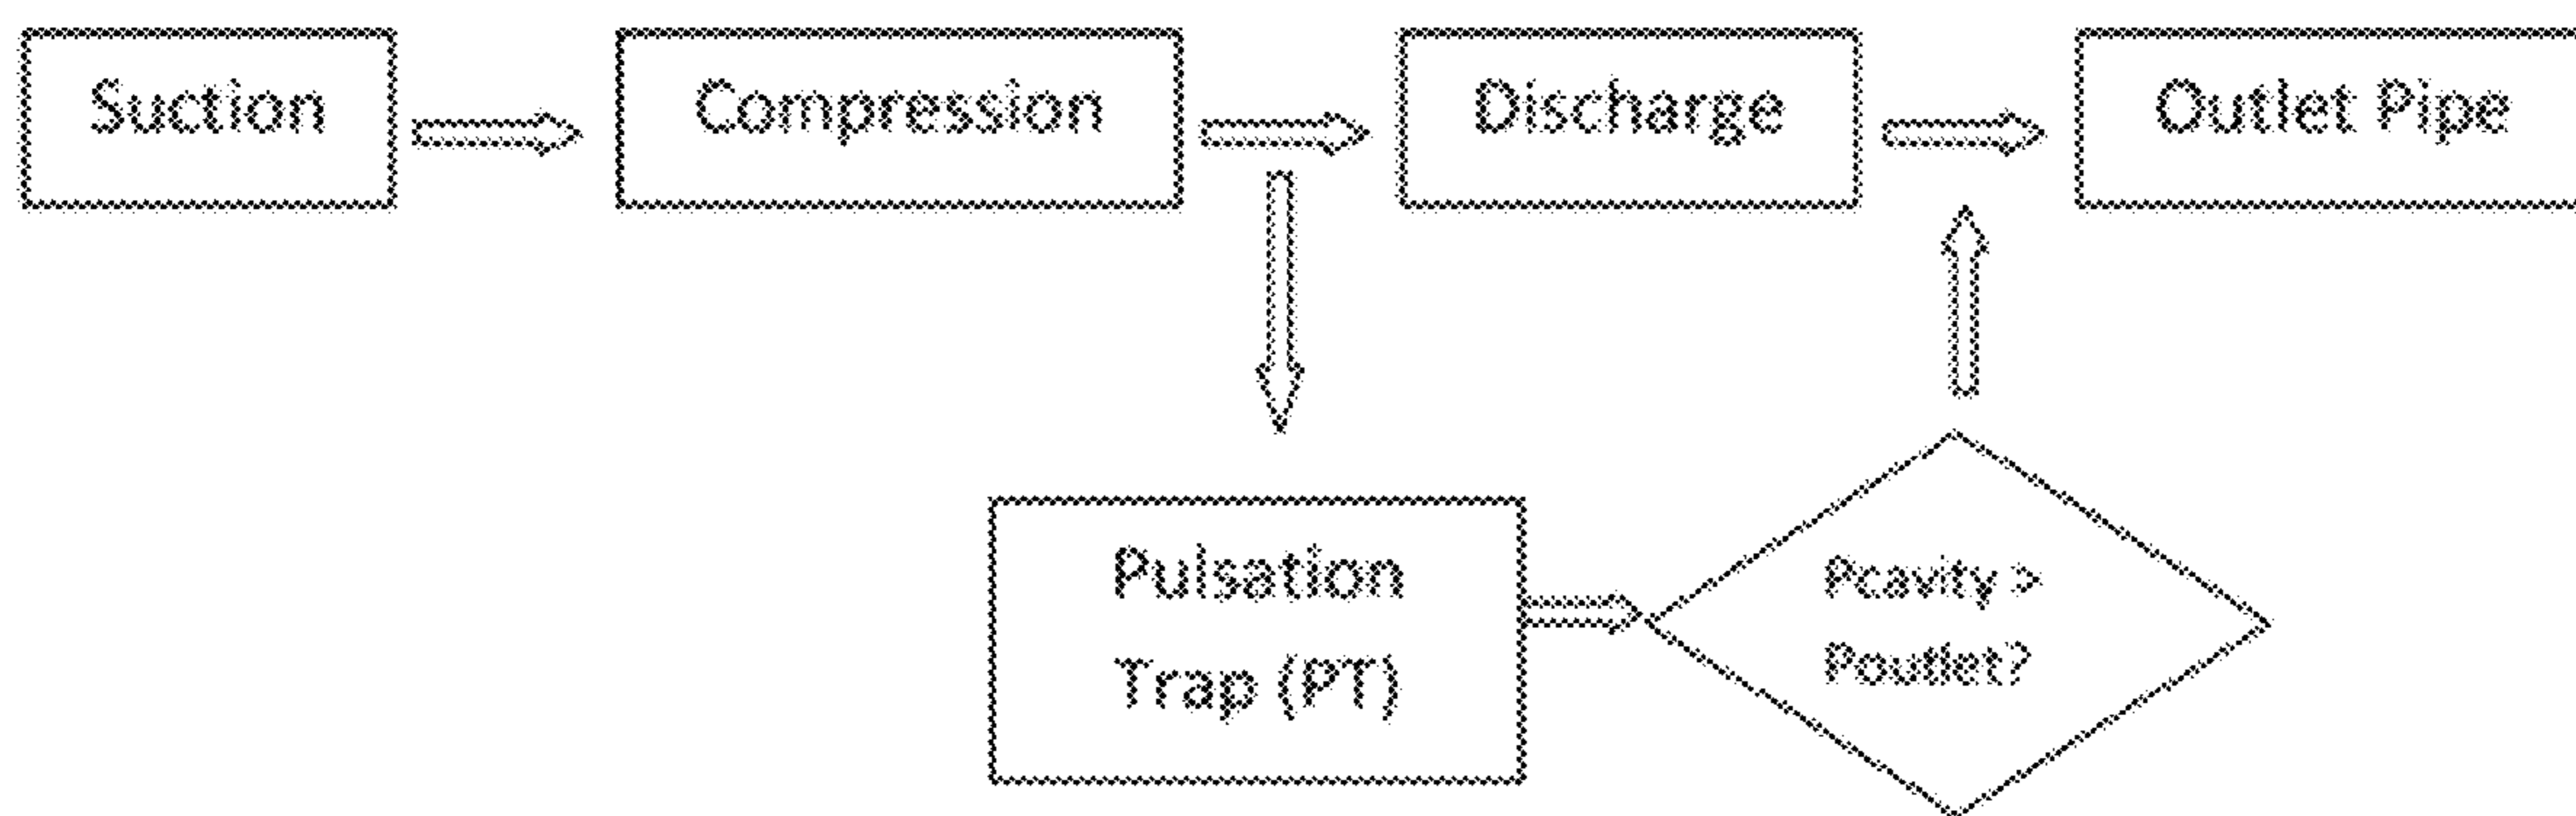 Suction
Compression
Discharge
Outlet Pipe
Pulsation
Trap (PT)
Pcavity >
Poutlet?